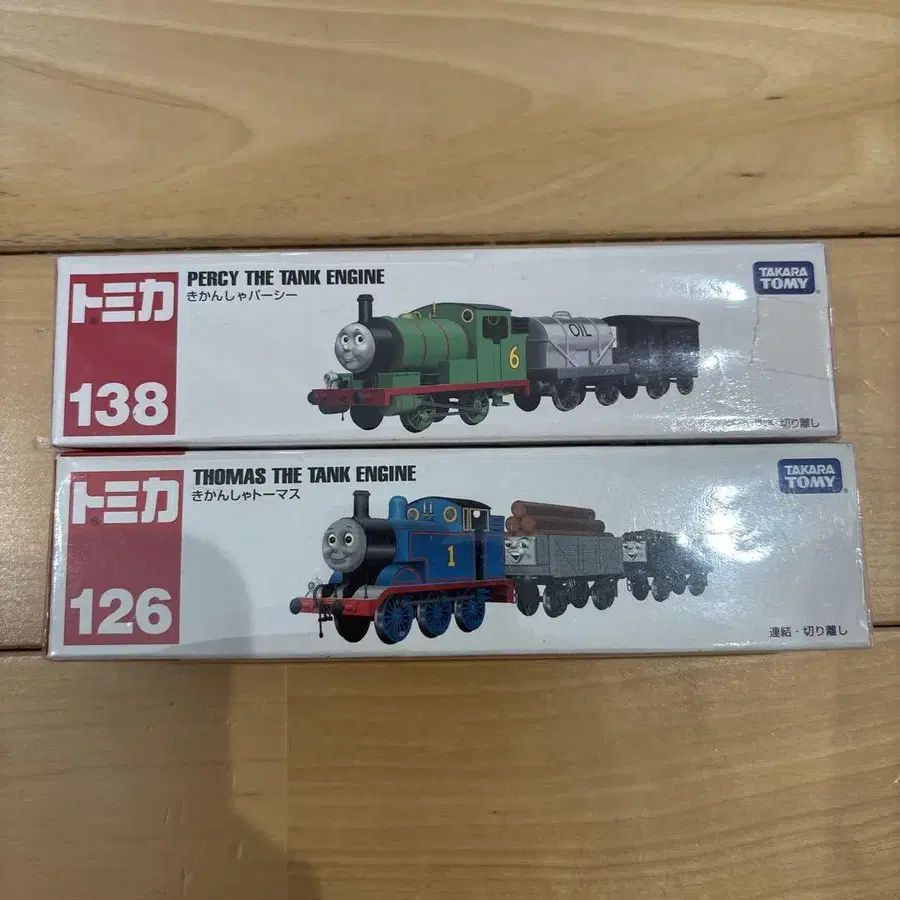 トミカ
138
PERCY THE TANK ENGINE
きかんしゃパーシー
6
OIL
TAKARA
TOMY
切り離し
トミカ
126
THOMAS THE TANK ENGINE
きかんしゃトーマス
1
TAKARA
TOMY
連結・切り離し